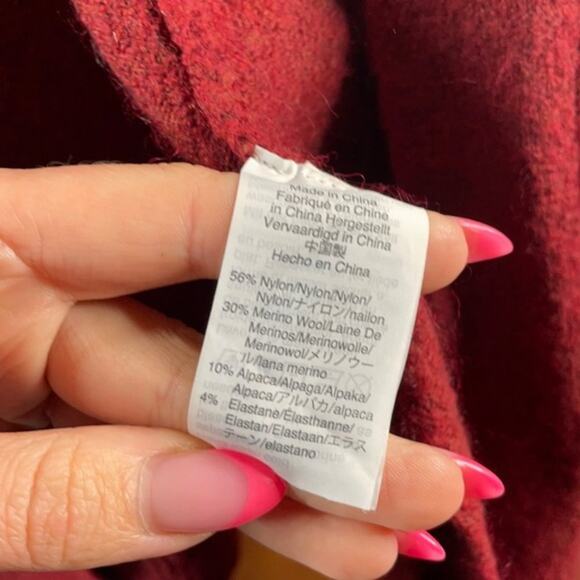 Made in China
Fabriqué en Chine
in China Hergestellt
Vervaardigd in China
中国製
Hecho en China
56% Nylon/Nylon/Nylon/
Nylon/ナイロン/nailon
30% Merino Wool/Laine De
Merinos/Merinowolle/
Merinowol/メリノウー
ル/lana merino
10% Alpaca/Alpaga/Alpaka/
Alpaca/アルパカ/alpaca
4% Elastane/Élasthanne/
Elastan/Elastaan/エラス
テーン/elastano